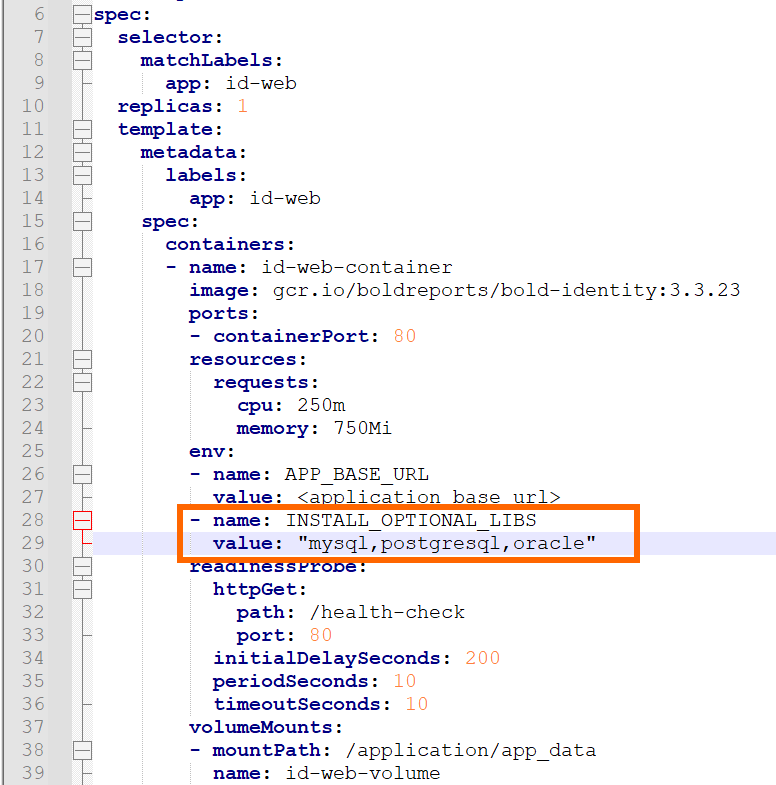 6 spec:
7   selector:
8     matchLabels:
9       app: id-web
10   replicas: 1
11   template:
12     metadata:
13       labels:
14         app: id-web
15     spec:
16       containers:
17       - name: id-web-container
18         image: gcr.io/boldreports/bold-identity:3.3.23
19         ports:
20         - containerPort: 80
21         resources:
22           requests:
23             cpu: 250m
24             memory: 750Mi
25         env:
26         - name: APP_BASE_URL
27           value: <application_base_url>
28         - name: INSTALL_OPTIONAL_LIBS
29           value: "mysql,postgresql,oracle"
30         readinessProbe:
31           httpGet:
32             path: /health-check
33             port: 80
34           initialDelaySeconds: 200
35           periodSeconds: 10
36           timeoutSeconds: 10
37         volumeMounts:
38         - mountPath: /application/app_data
39           name: id-web-volume